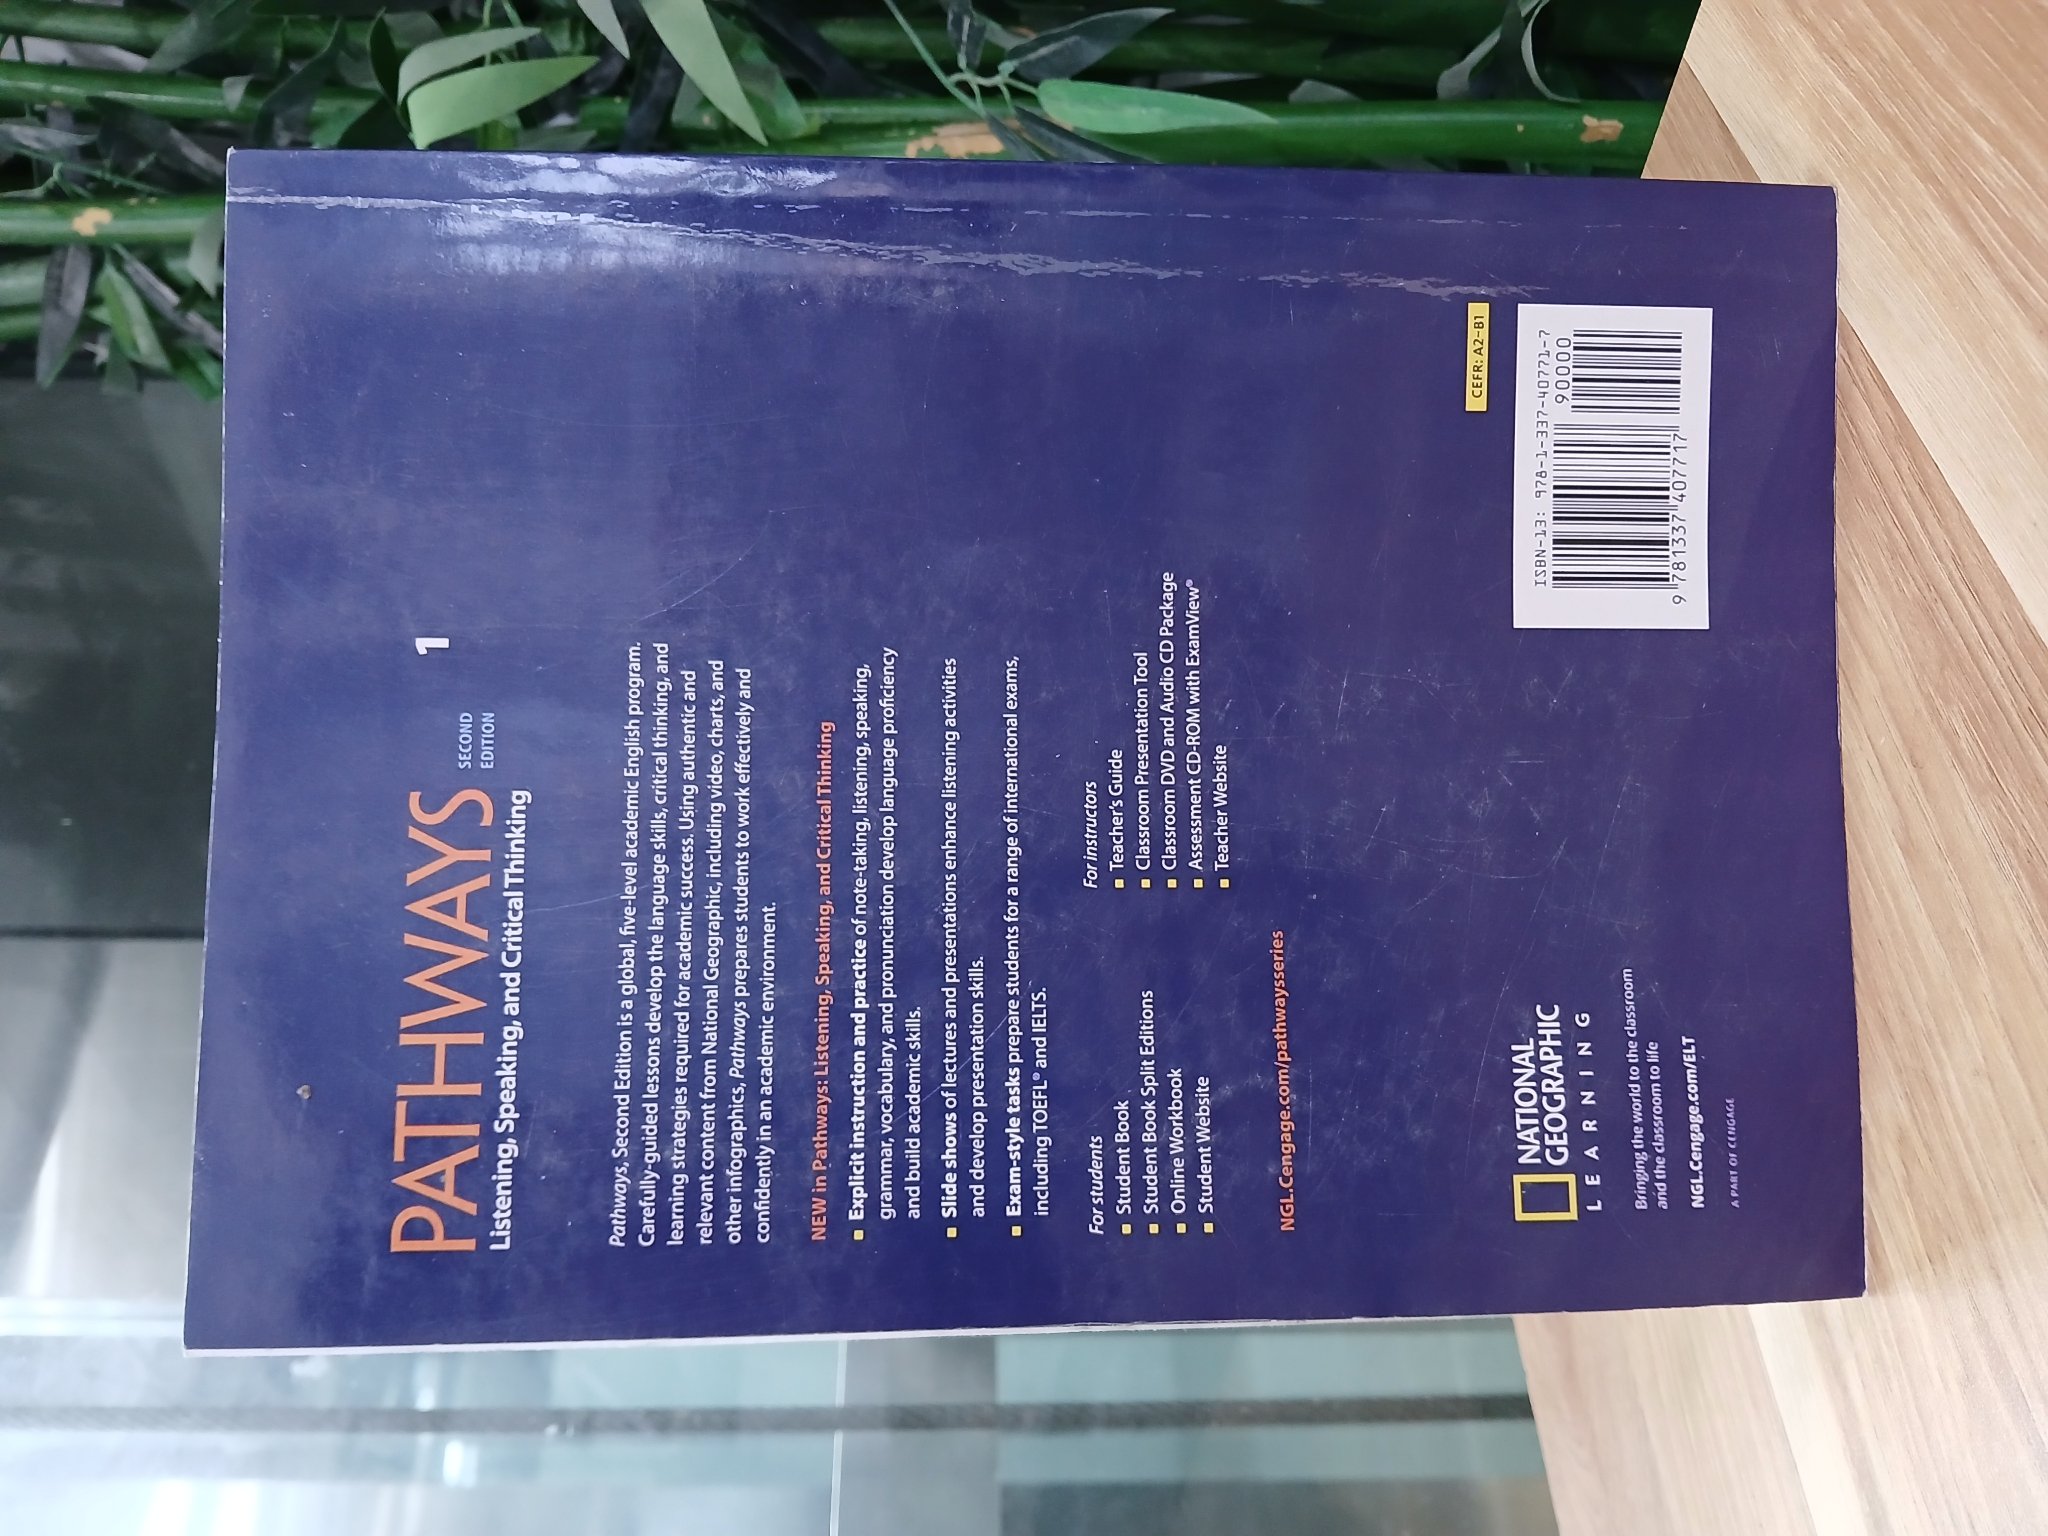 PATHWAYS 1
SECOND
EDITION
Listening, Speaking, and Critical Thinking
Pathways, Second Edition is a global, five-level academic English program.
Carefully-guided lessons develop the language skills, critical thinking, and
learning strategies required for academic success. Using authentic and
relevant content from National Geographic, including video, charts, and
other infographics, Pathways prepares students to work effectively and
confidently in an academic environment.
NEW in Pathways: Listening, Speaking, and Critical Thinking
▪ Explicit instruction and practice of note-taking, listening, speaking,
grammar, vocabulary, and pronunciation develop language proficiency
and build academic skills.
▪ Slide shows of lectures and presentations enhance listening activities
and develop presentation skills.
▪ Exam-style tasks prepare students for a range of international exams,
including TOEFL® and IELTS.
For students
▪ Student Book
▪ Student Book Split Editions
▪ Online Workbook
▪ Student Website
For instructors
▪ Teacher's Guide
▪ Classroom Presentation Tool
▪ Classroom DVD and Audio CD Package
▪ Assessment CD-ROM with ExamView®
▪ Teacher Website
NGL.Cengage.com/pathwaysseries
CEFR: A2–B1
NATIONAL
GEOGRAPHIC
LEARNING
Bringing the world to the classroom
and the classroom to life
NGL.Cengage.com/ELT
A PART OF CENGAGE
ISBN-13: 978-1-337-40771-7
90000
9 781337 407717